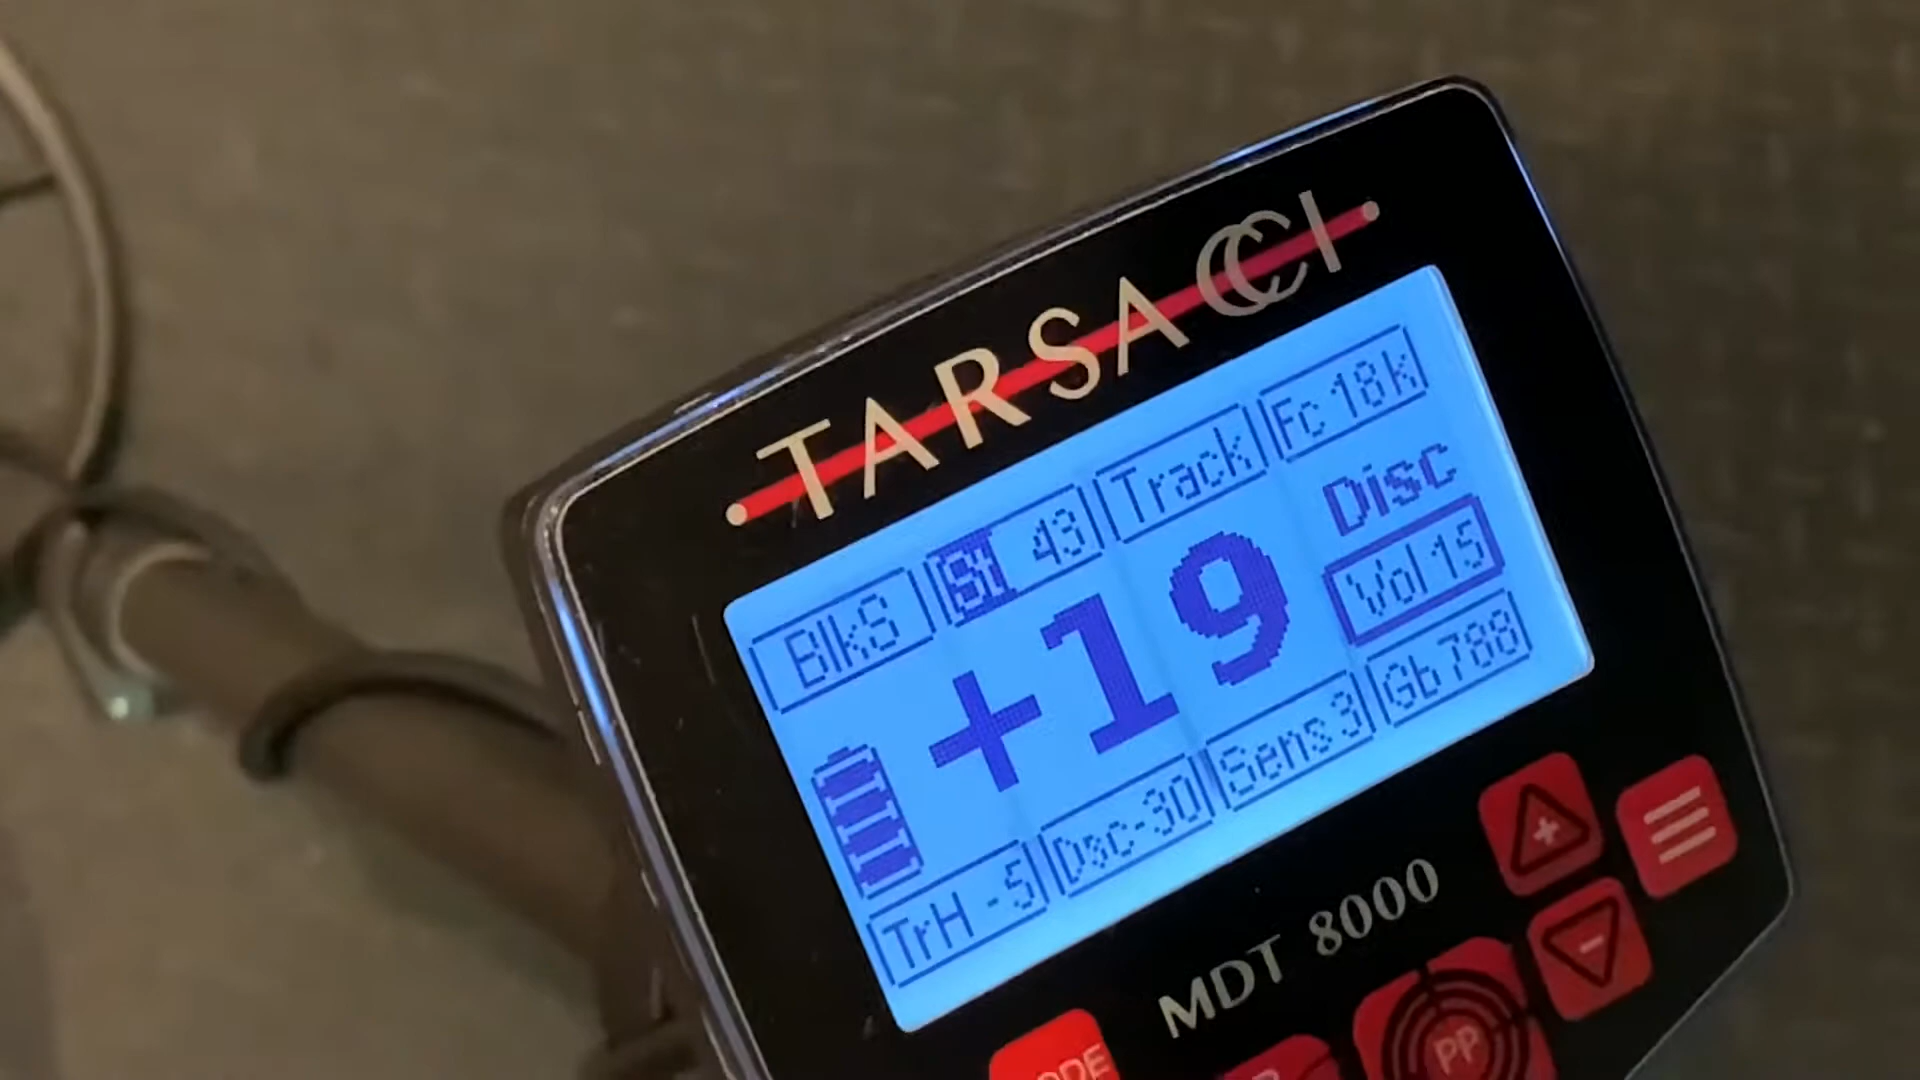 TARSACCI
BlkS St 43 Track Fc 18k
+19
Disc
Vol 15
TrH -5 Dsc-30 Sens 3 Gb788
MDT 8000
+
-
PP